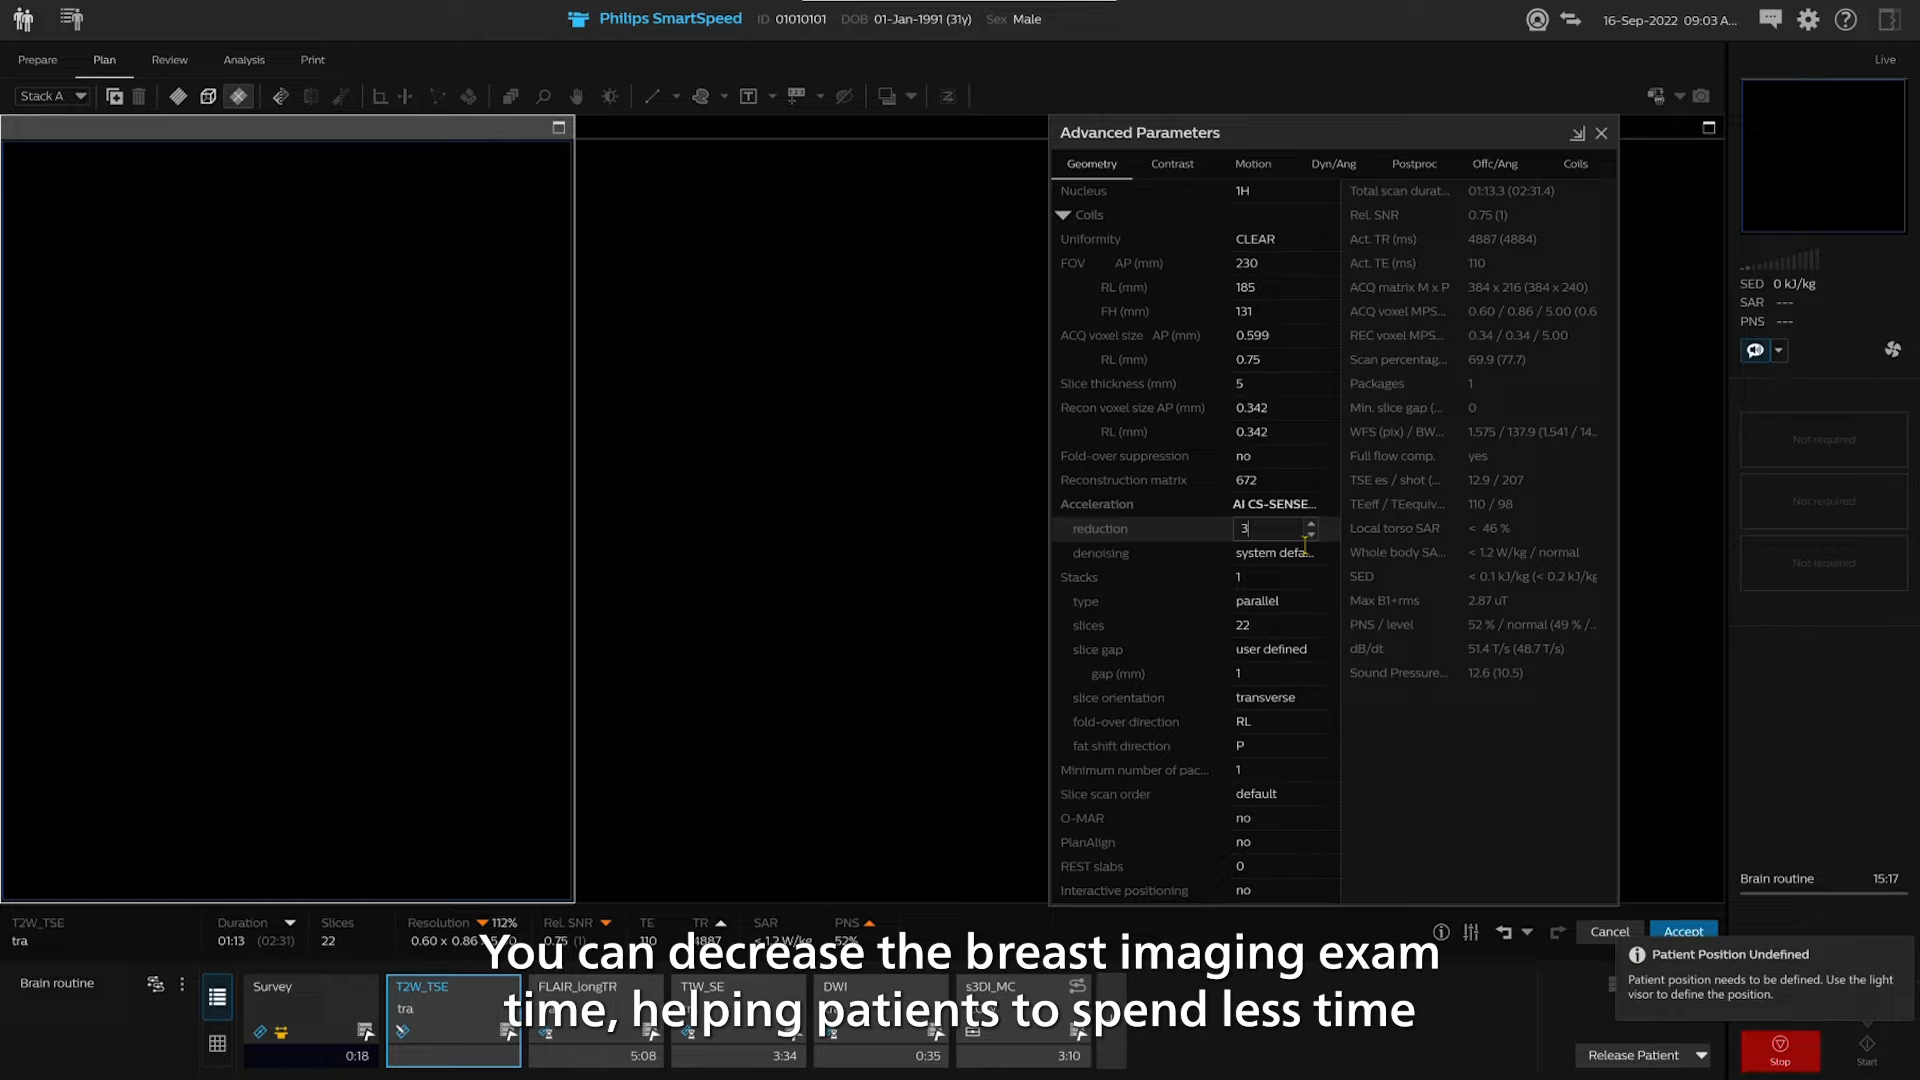 Philips SmartSpeed ID 01010101 DOB 01-Jan-1991 (31y) Sex Male 16-Sep-2022 09:03 A...
Prepare Plan Review Analysis Print Live
Stack A
Advanced Parameters
Geometry Contrast Motion Dyn/Ang Postproc Offc/Ang Coils
Nucleus 1H Total scan durat... 01:13.3 (02:31.4)
Coils Rel. SNR 0.75 (1)
Uniformity CLEAR Act. TR (ms) 4887 (4884)
FOV AP (mm) 230 Act. TE (ms) 110
RL (mm) 185 ACQ matrix M x P 384 x 216 (384 x 240)
FH (mm) 131 ACQ voxel MPS... 0.60 / 0.86 / 5.00 (0.6
ACQ voxel size AP (mm) 0.599 REC voxel MPS... 0.34 / 0.34 / 5.00
RL (mm) 0.75 Scan percentag... 69.9 (77.7)
Slice thickness (mm) 5 Packages 1
Recon voxel size AP (mm) 0.342 Min. slice gap (... 0
RL (mm) 0.342 WFS (pix) / BW... 1.575 / 137.9 (1.541 / 14..
Fold-over suppression no Full flow comp. yes
Reconstruction matrix 672 TSE es / shot (... 12.9 / 207
Acceleration AI CS-SENSE... TEeff / TEequiv... 110 / 98
reduction 3 Local torso SAR < 46 %
denoising system defa... Whole body SA... < 1.2 W/kg / normal
Stacks 1 SED < 0.1 kJ/kg (< 0.2 kJ/kg
type parallel Max B1+rms 2.87 uT
slices 22 PNS / level 52 % / normal (49 % /..
slice gap user defined dB/dt 51.4 T/s (48.7 T/s)
gap (mm) 1 Sound Pressure... 12.6 (10.5)
slice orientation transverse
fold-over direction RL
fat shift direction P
Minimum number of pac... 1
Slice scan order default
O-MAR no
PlanAlign no
REST slabs 0
Interactive positioning no
SED 0 kJ/kg
SAR ---
PNS ---
Not required
Not required
Not required
Brain routine 15:17
T2W_TSE Duration Slices Resolution 112% Rel. SNR TE TR SAR PNS
tra 01:13 (02:31) 22 0.60 x 0.86 0.75 (1) 110 4887 < 1.2 W/kg 52%
Cancel Accept
You can decrease the breast imaging exam
time, helping patients to spend less time
Patient Position Undefined
Patient position needs to be defined. Use the light
visor to define the position.
Brain routine Survey T2W_TSE FLAIR_longTR T1W_SE DWI s3DI_MC
tra
0:18 5:08 3:34 0:35 3:10
Release Patient Stop Start